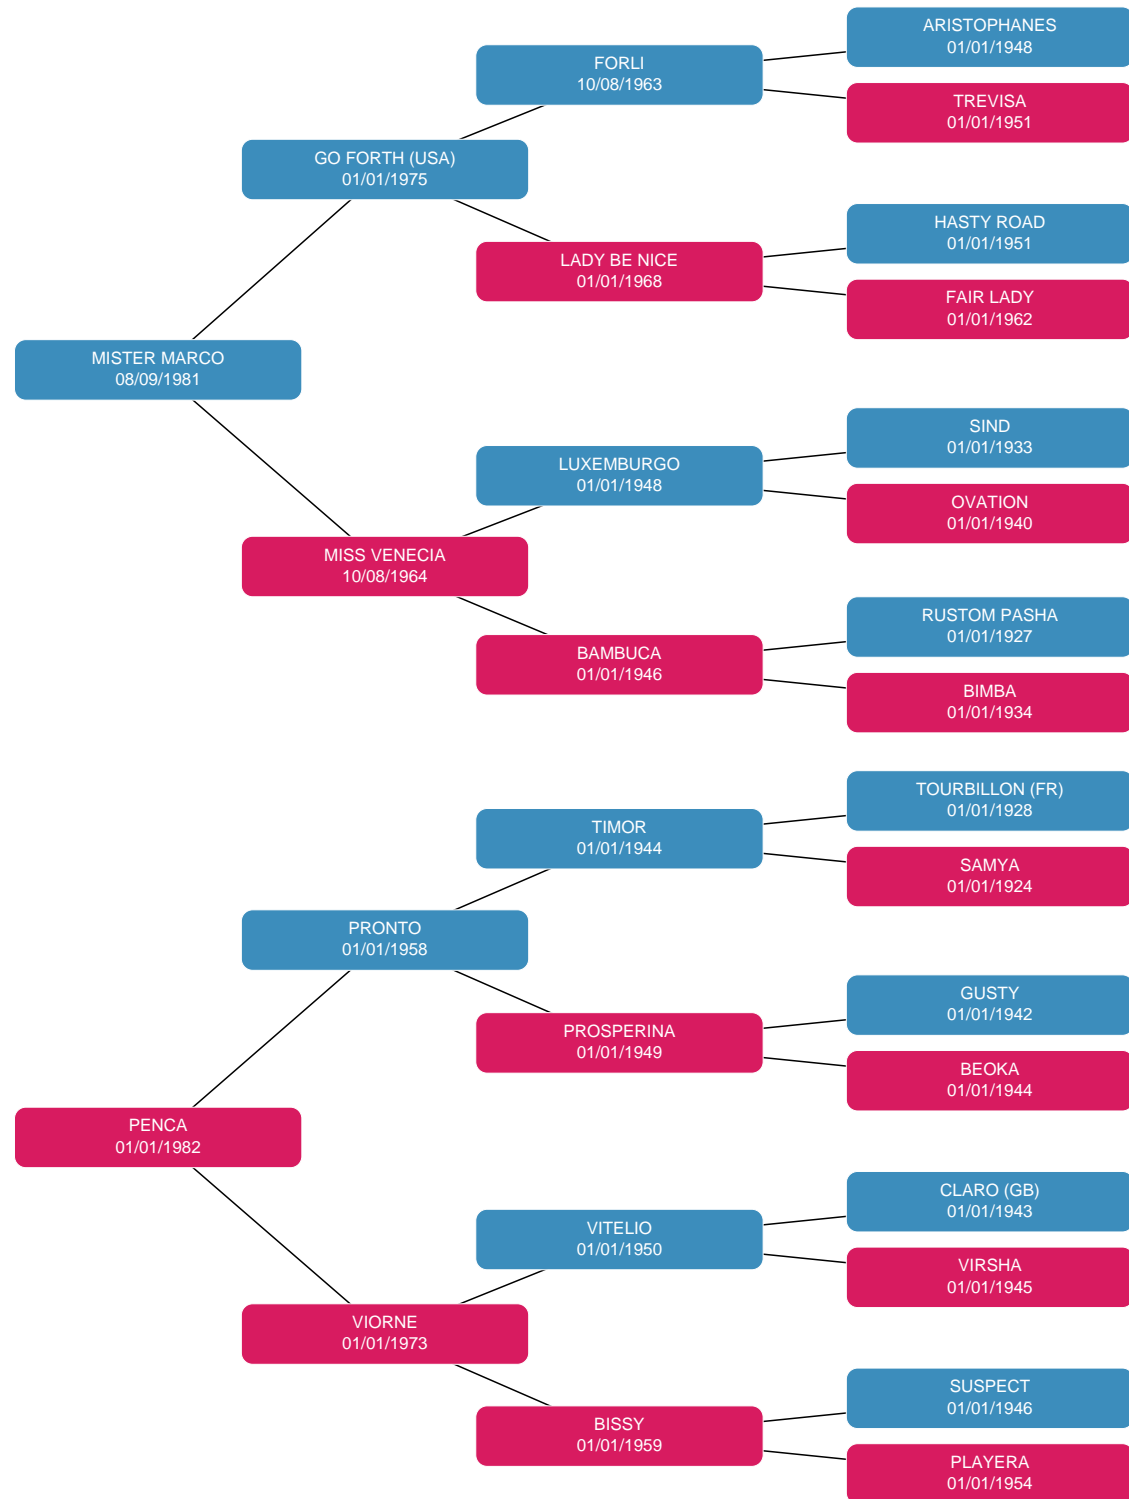 ARISTOPHANES
01/01/1948
FORLI
10/08/1963
TREVISA
01/01/1951
GO FORTH (USA)
01/01/1975
HASTY ROAD
01/01/1951
LADY BE NICE
01/01/1968
FAIR LADY
01/01/1962
MISTER MARCO
08/09/1981
SIND
01/01/1933
LUXEMBURGO
01/01/1948
OVATION
01/01/1940
MISS VENECIA
10/08/1964
RUSTOM PASHA
01/01/1927
BAMBUCA
01/01/1946
BIMBA
01/01/1934
TOURBILLON (FR)
01/01/1928
TIMOR
01/01/1944
SAMYA
01/01/1924
PRONTO
01/01/1958
GUSTY
01/01/1942
PROSPERINA
01/01/1949
BEOKA
01/01/1944
PENCA
01/01/1982
CLARO (GB)
01/01/1943
VITELIO
01/01/1950
VIRSHA
01/01/1945
VIORNE
01/01/1973
SUSPECT
01/01/1946
BISSY
01/01/1959
PLAYERA
01/01/1954